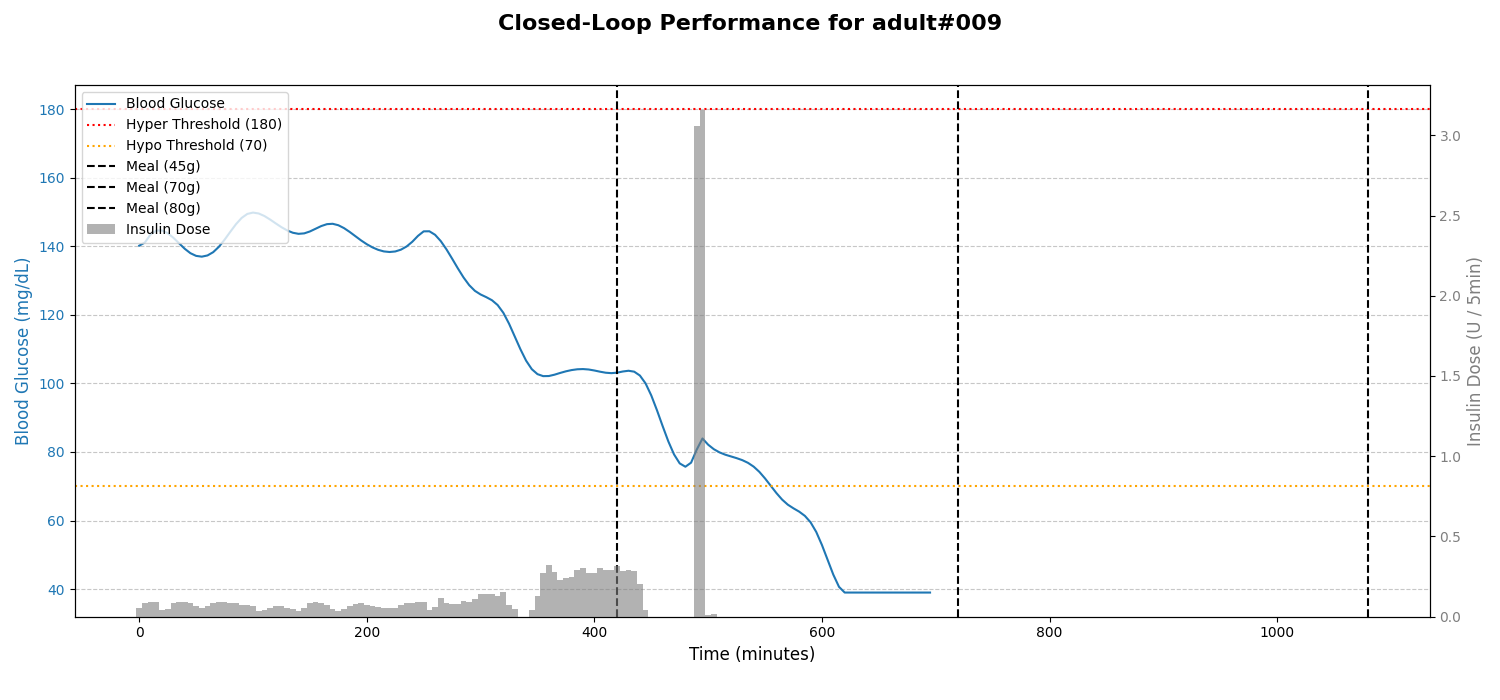 Closed-Loop Performance for adult#009
Blood Glucose
Hyper Threshold (180)
Hypo Threshold (70)
Meal (45g)
Meal (70g)
Meal (80g)
Insulin Dose
Blood Glucose (mg/dL)
180
160
140
120
100
80
60
40
Insulin Dose (U / 5min)
3.0
2.5
2.0
1.5
1.0
0.5
0.0
0 200 400 600 800 1000
Time (minutes)